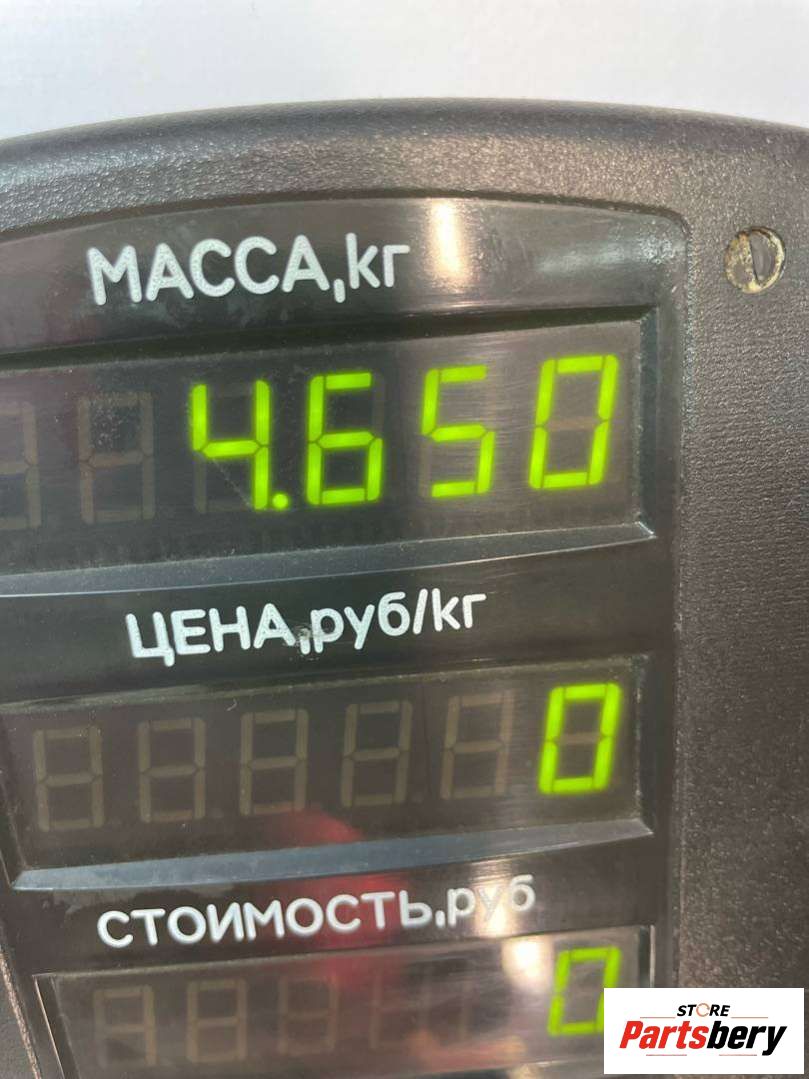 МАССА,кг
4.650
ЦЕНА,руб/кг
0
СТОИМОСТЬ,руб
0
STORE
Partsbery